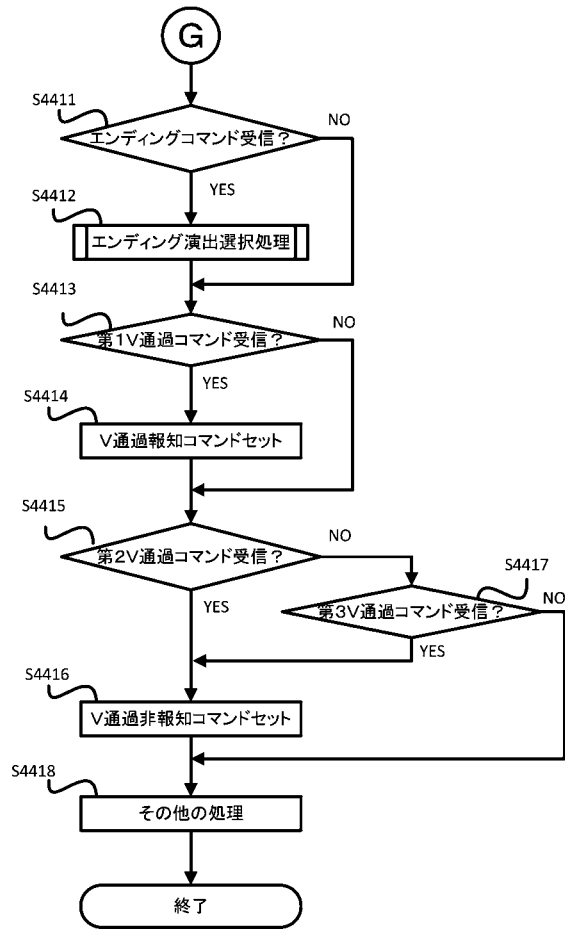 G
S4411
エンディングコマンド受信？
NO
YES
S4412
エンディング演出選択処理
S4413
第１Ｖ通過コマンド受信？
NO
YES
S4414
Ｖ通過報知コマンドセット
S4415
第２Ｖ通過コマンド受信？
NO
YES
S4417
第３Ｖ通過コマンド受信？
NO
YES
S4416
Ｖ通過非報知コマンドセット
S4418
その他の処理
終了